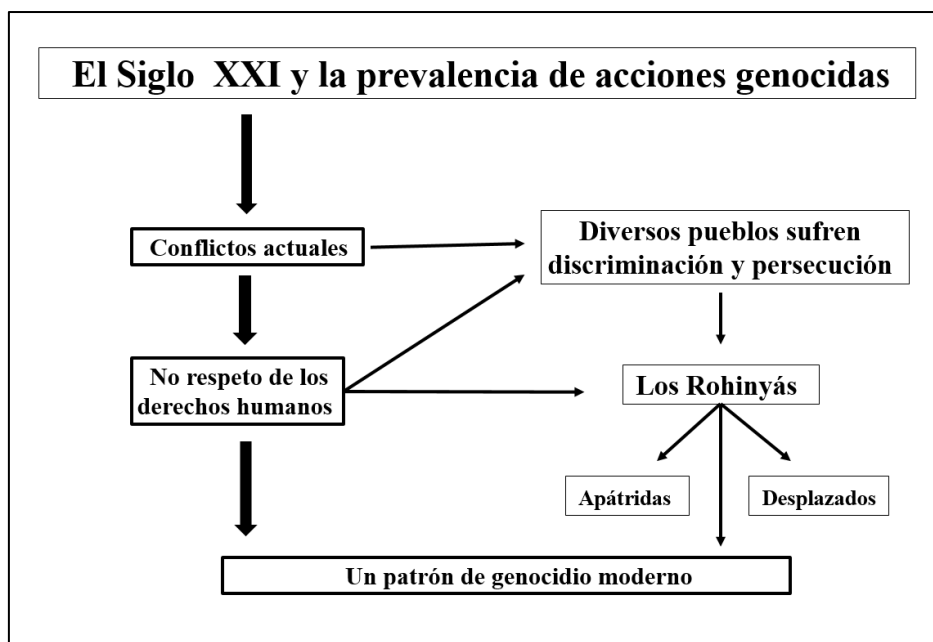 El Siglo XXI y la prevalencia de acciones genocidas
Conflictos actuales
Diversos pueblos sufren
discriminación y persecución
No respeto de los
derechos humanos
Los Rohinyás
Apátridas
Desplazados
Un patrón de genocidio moderno